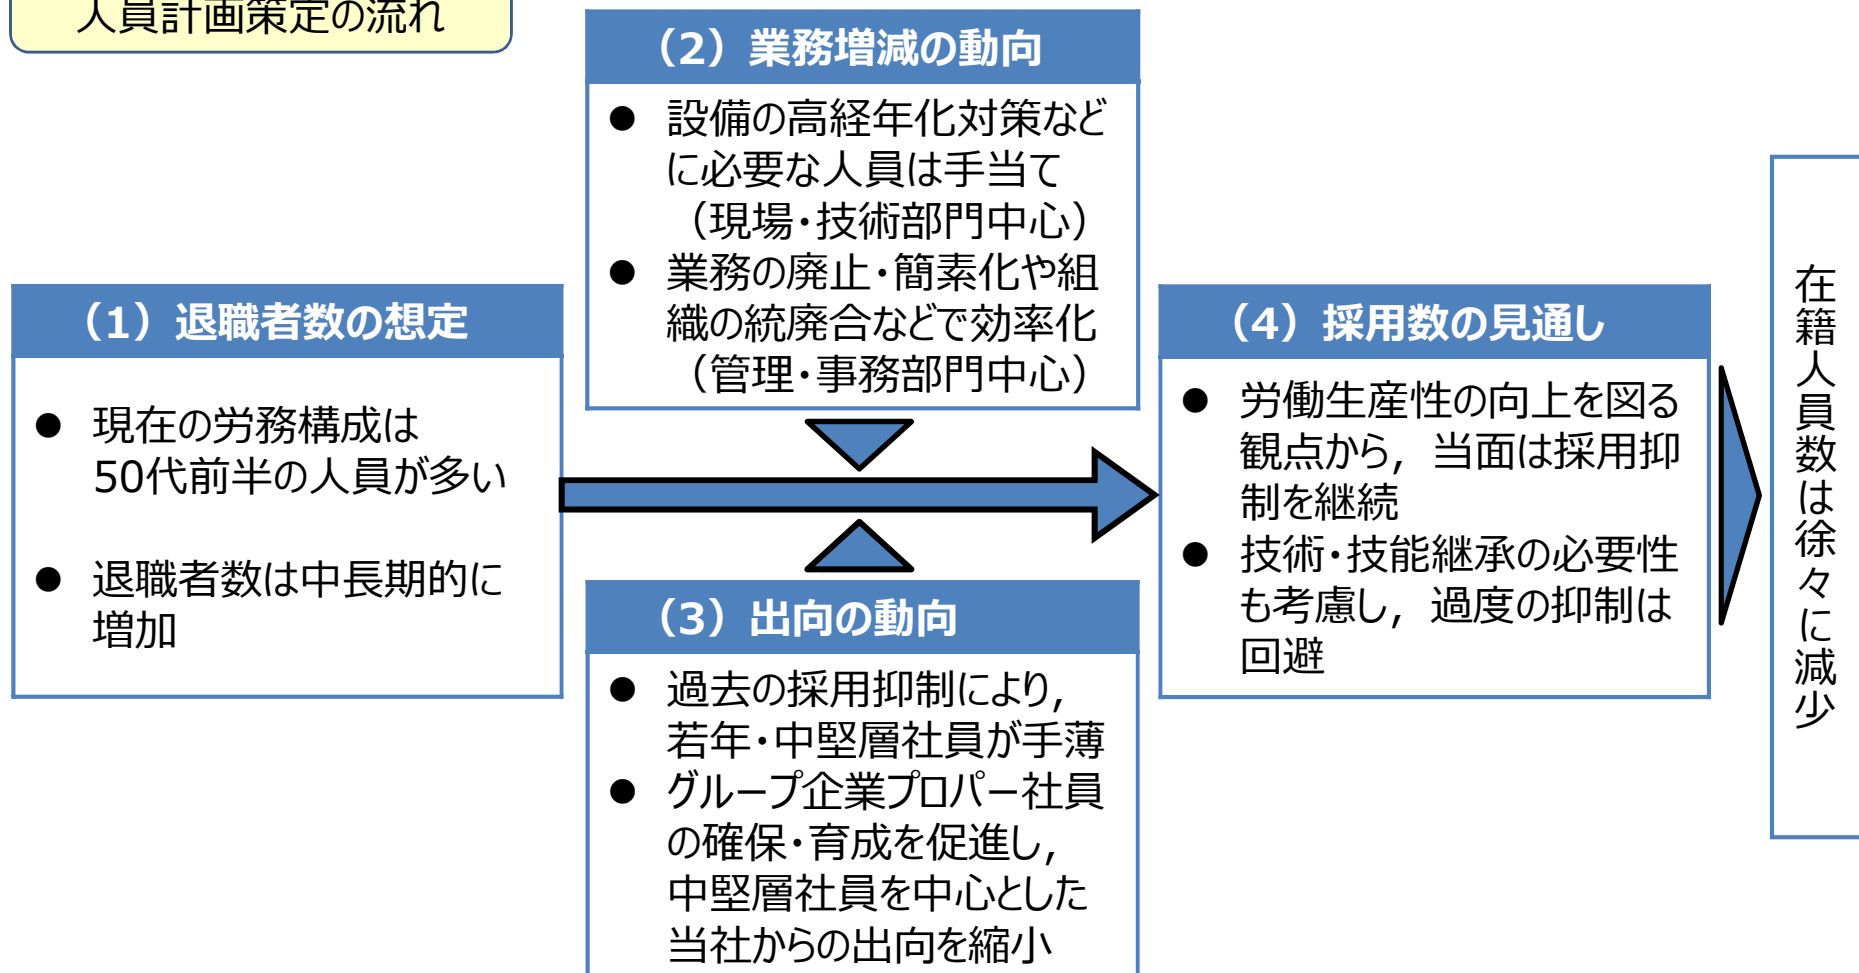 人員計画策定の流れ
（2）業務増減の動向
● 設備の高経年化対策など
に必要な人員は手当て
（現場・技術部門中心）
● 業務の廃止・簡素化や組
織の統廃合などで効率化
（管理・事務部門中心）
（1）退職者数の想定
● 現在の労務構成は
50代前半の人員が多い
● 退職者数は中長期的に
増加
（3）出向の動向
● 過去の採用抑制により，
若年・中堅層社員が手薄
● グループ企業プロパー社員
の確保・育成を促進し，
中堅層社員を中心とした
当社からの出向を縮小
（4）採用数の見通し
● 労働生産性の向上を図る
観点から，当面は採用抑
制を継続
● 技術・技能継承の必要性
も考慮し，過度の抑制は
回避
在籍人員数は徐々に減少